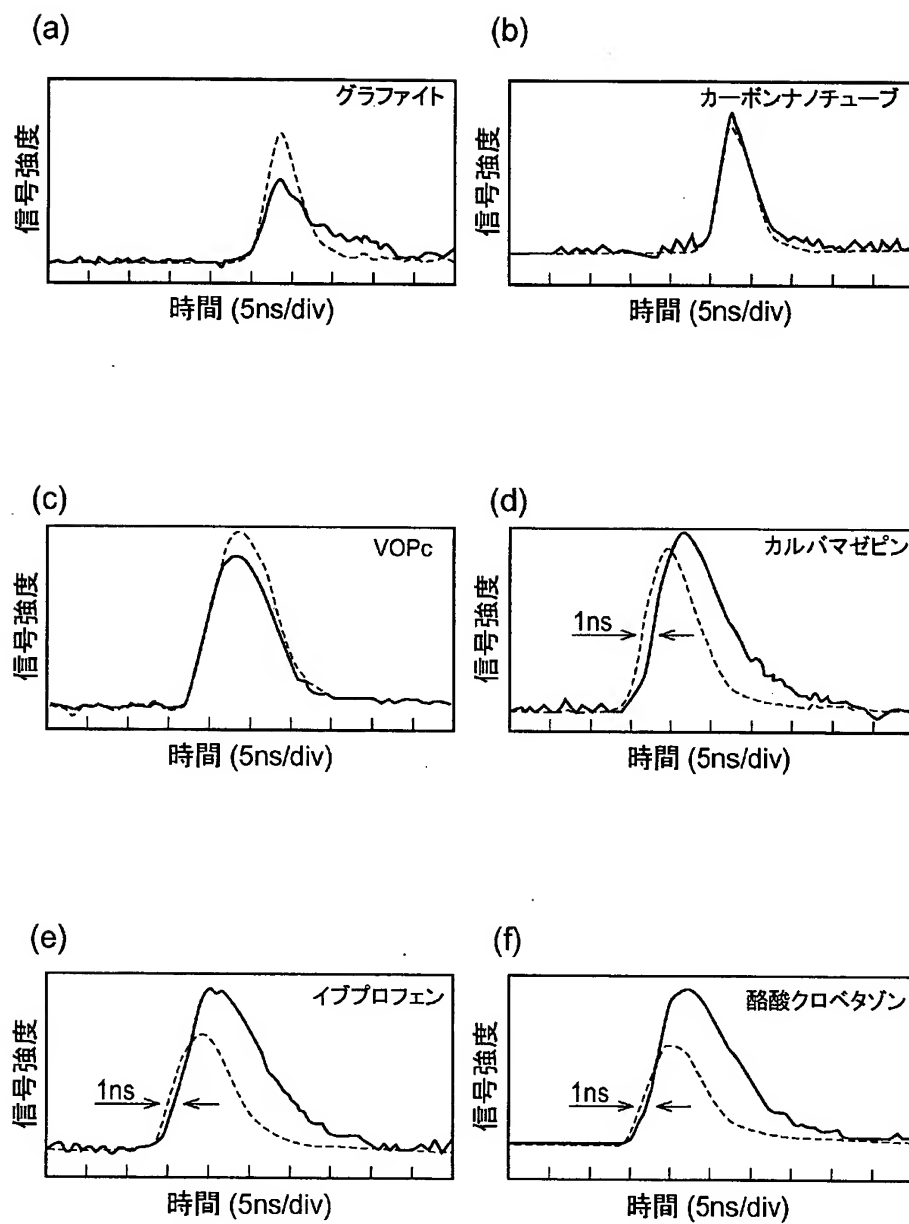 (a)
グラファイト
信号強度
時間 (5ns/div)
(b)
カーボンナノチューブ
信号強度
時間 (5ns/div)
(c)
VOPc
信号強度
時間 (5ns/div)
(d)
カルバマゼピン
1ns
信号強度
時間 (5ns/div)
(e)
イブプロフェン
1ns
信号強度
時間 (5ns/div)
(f)
酪酸クロベタゾン
1ns
信号強度
時間 (5ns/div)